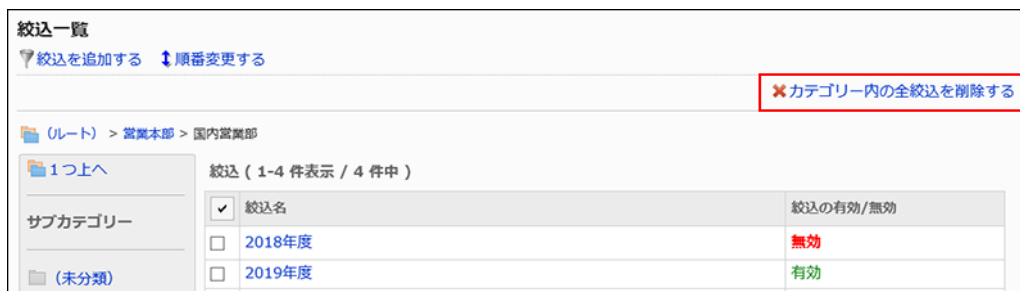 絞込一覧
絞込を追加する 順番変更する
カテゴリー内の全絞込を削除する
(ルート) > 営業本部 > 国内営業部
1つ上へ
絞込 ( 1-4 件表示 / 4 件中 )
サブカテゴリー
絞込名 絞込の有効/無効
2018年度 無効
(未分類)
2019年度 有効